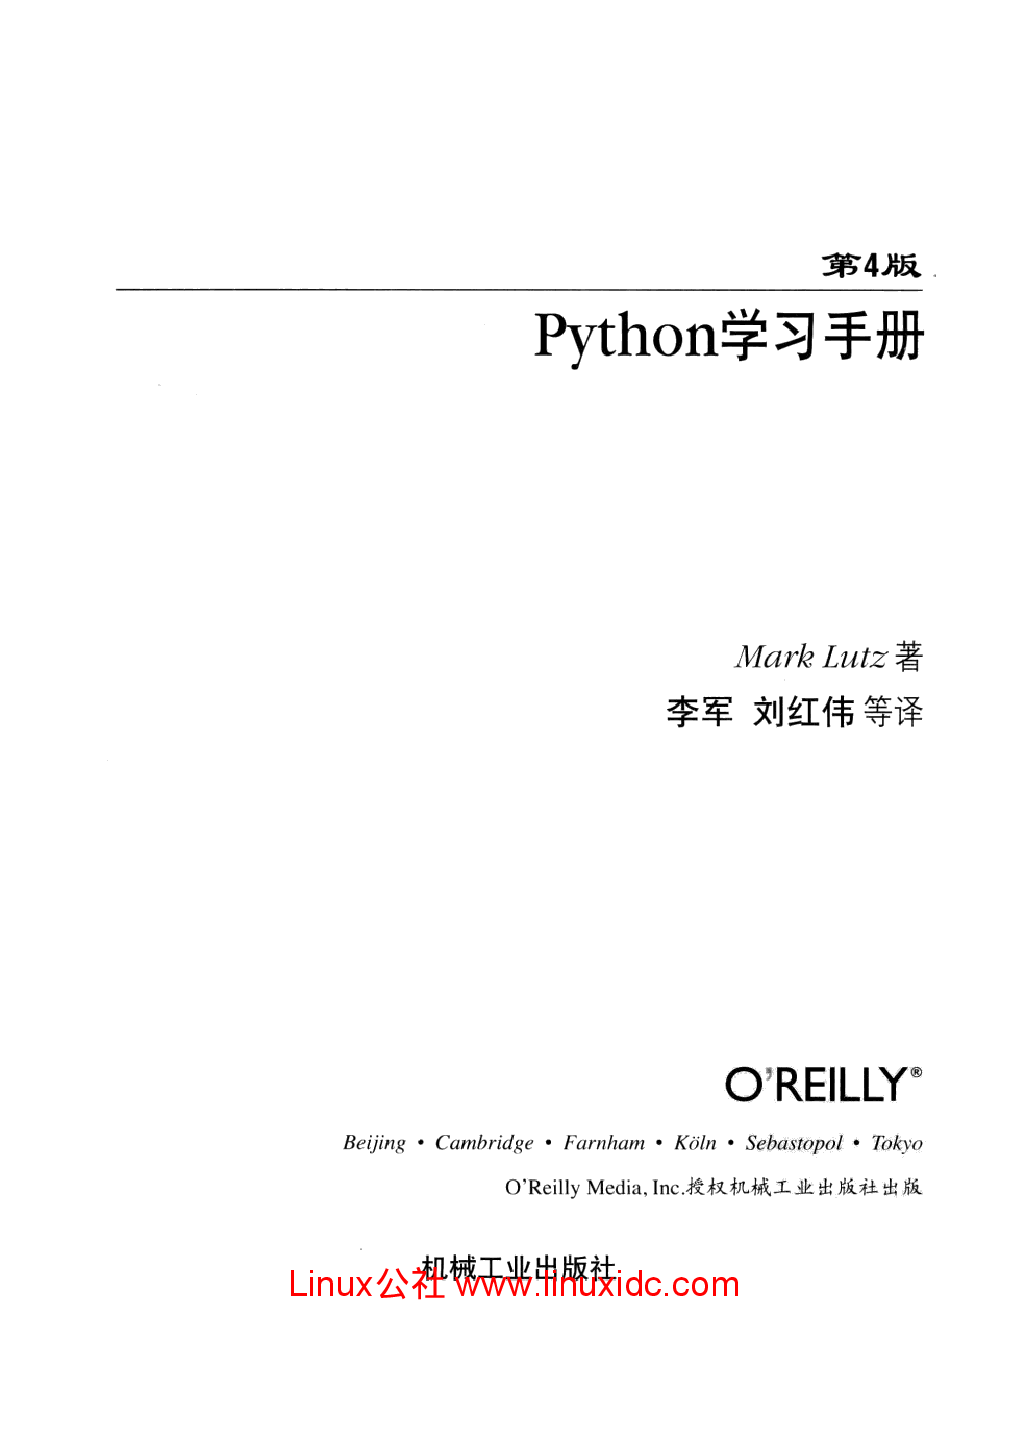 第4版
Python学习手册
Mark Lutz 著
李军 刘红伟 等译
O'REILLY®
Beijing • Cambridge • Farnham • Köln • Sebastopol • Tokyo
O'Reilly Media, Inc.授权机械工业出版社出版
机械工业出版社
Linux公社 www.linuxidc.com